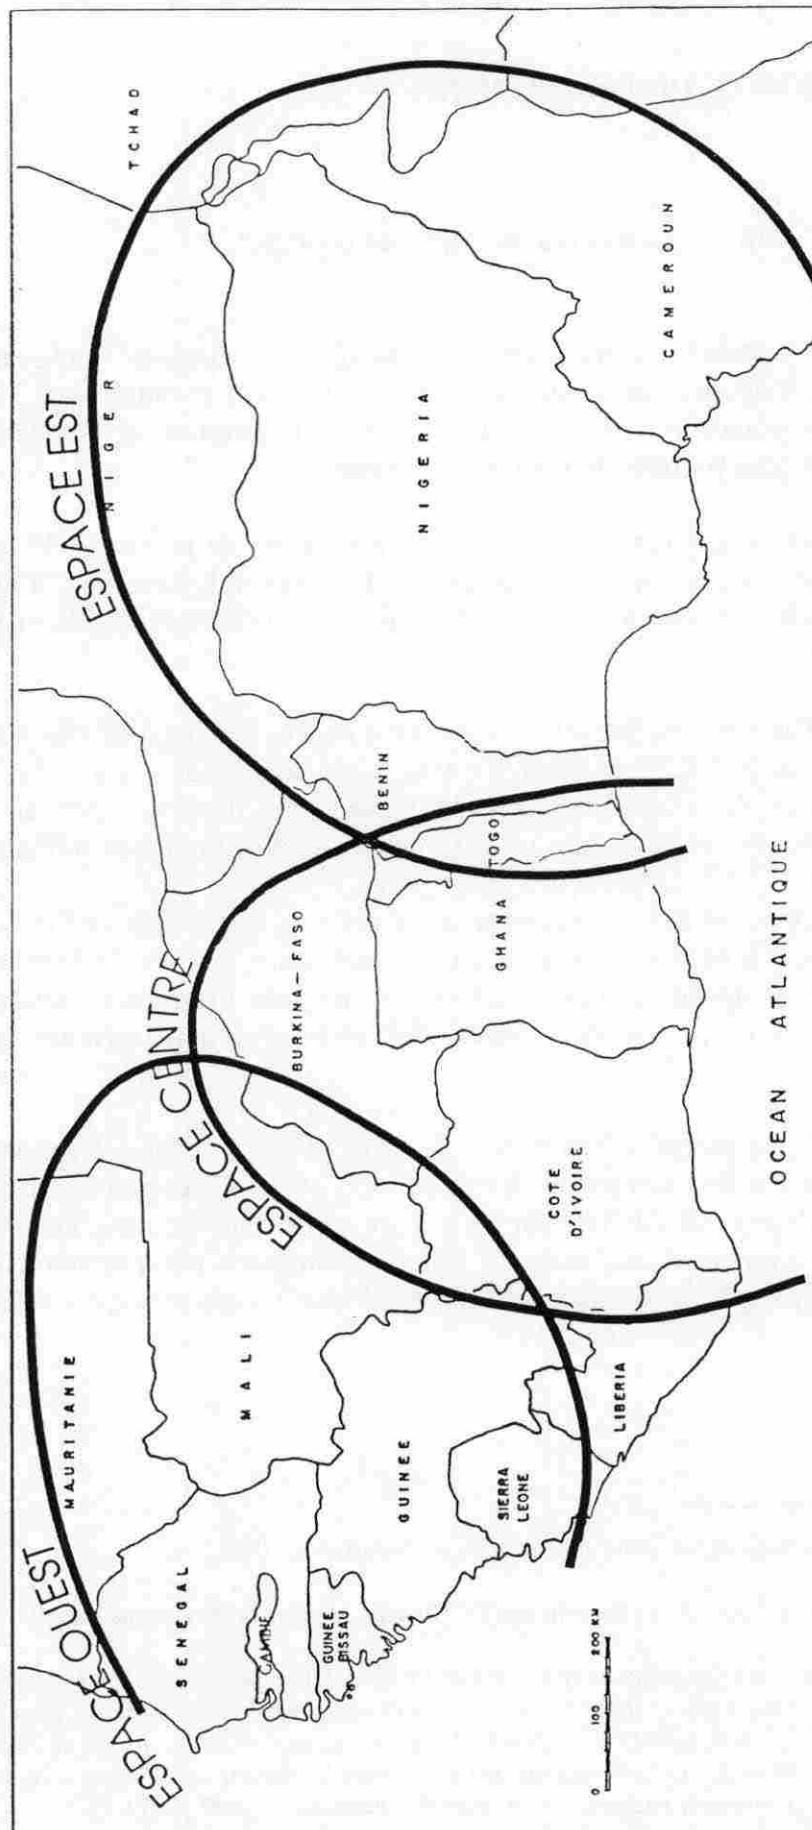 ESPACE OUEST
ESPACE CENTRE
ESPACE EST
MAURITANIE
MALI
NIGER
TCHAD
SENEGAL
GAMBIE
GUINEE
BISSAU
GUINEE
SIERRA
LEONE
LIBERIA
COTE
D'IVOIRE
BURKINA-FASO
GHANA
TOGO
BENIN
NIGERIA
CAMEROUN
OCEAN ATLANTIQUE
0 100 200 KM